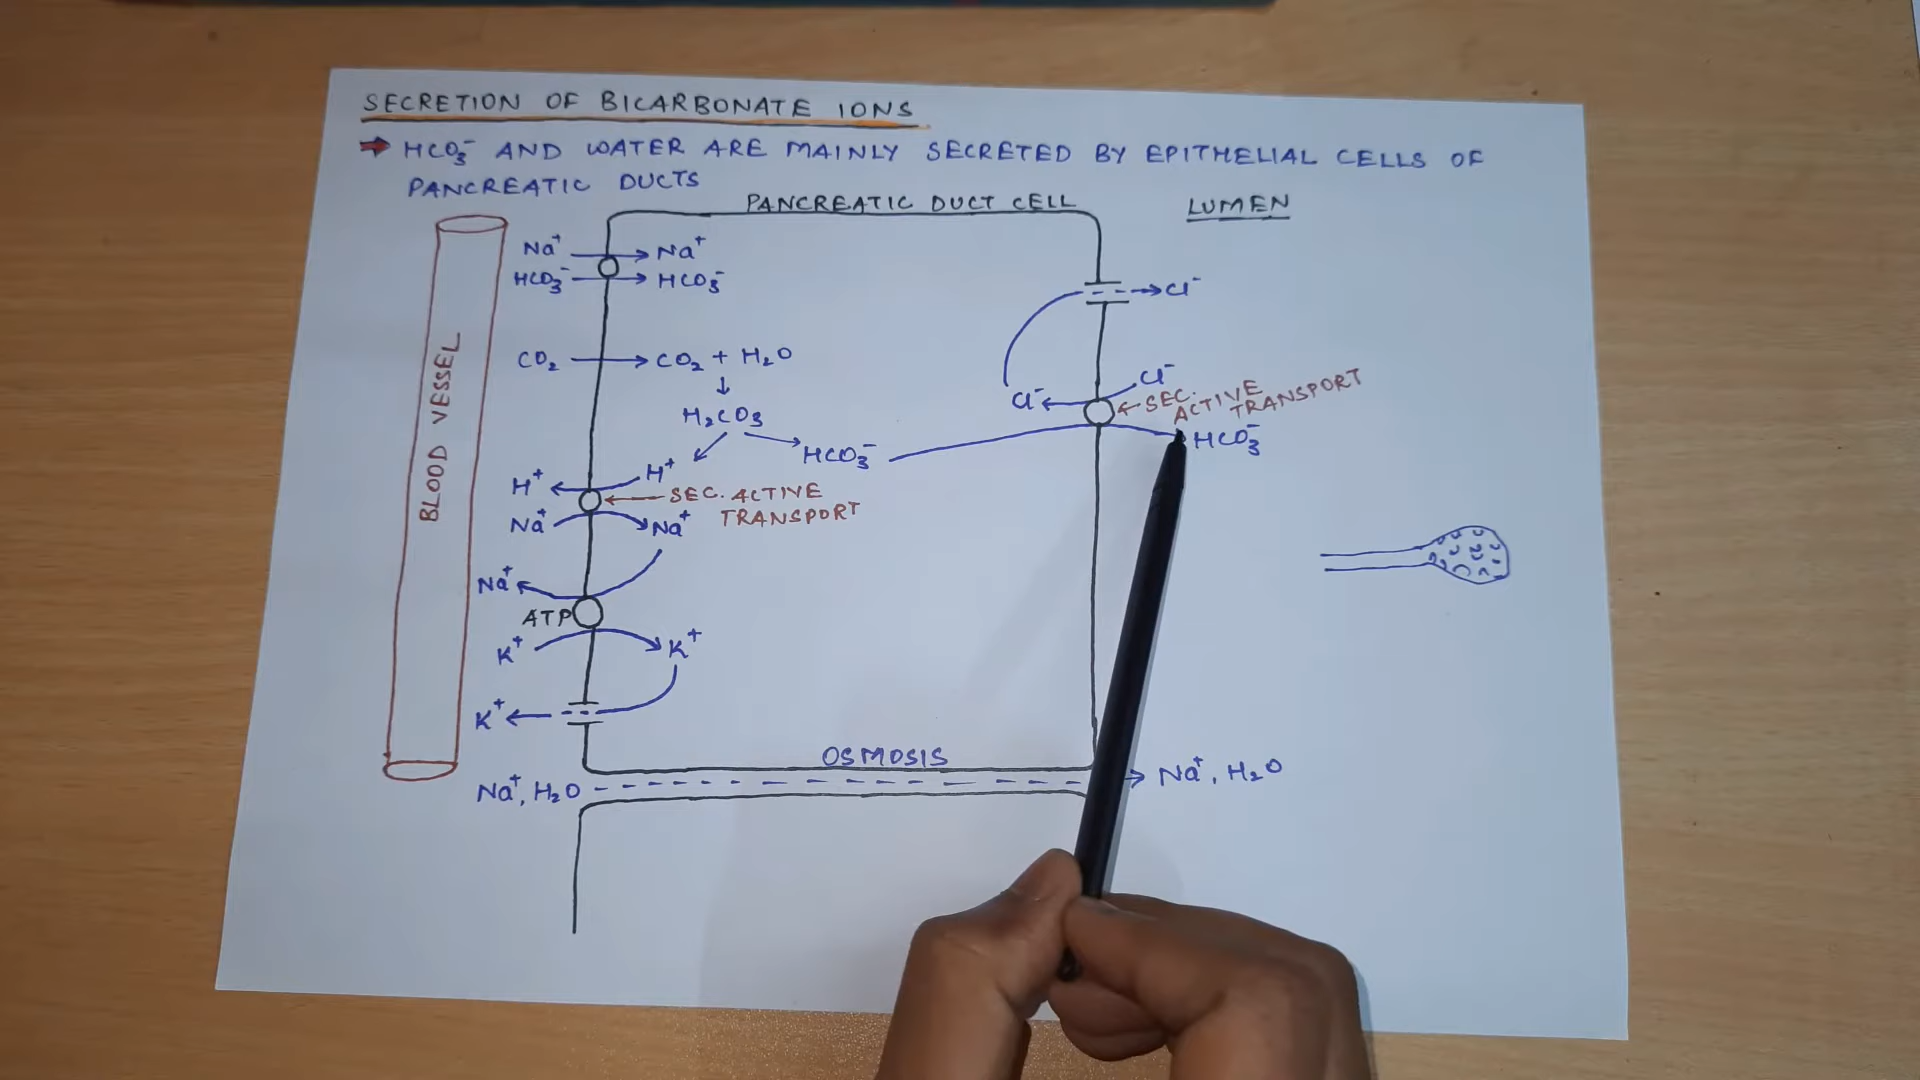 SECRETION OF BICARBONATE IONS
HCO₃⁻ AND WATER ARE MAINLY SECRETED BY EPITHELIAL CELLS OF
PANCREATIC DUCTS
PANCREATIC DUCT CELL
LUMEN
BLOOD VESSEL
Na⁺ → Na⁺
HCO₃⁻ → HCO₃⁻
→ Cl⁻
CO₂ → CO₂ + H₂O
↓
H₂CO₃
Cl⁻ ← Cl⁻
← SEC. ACTIVE TRANSPORT
HCO₃⁻
HCO₃⁻
H⁺ ← H⁺
← SEC. ACTIVE
TRANSPORT
Na⁺ → Na⁺
Na⁺
ATP
K⁺ → K⁺
K⁺ ←
OSMOSIS
Na⁺, H₂O → Na⁺, H₂O